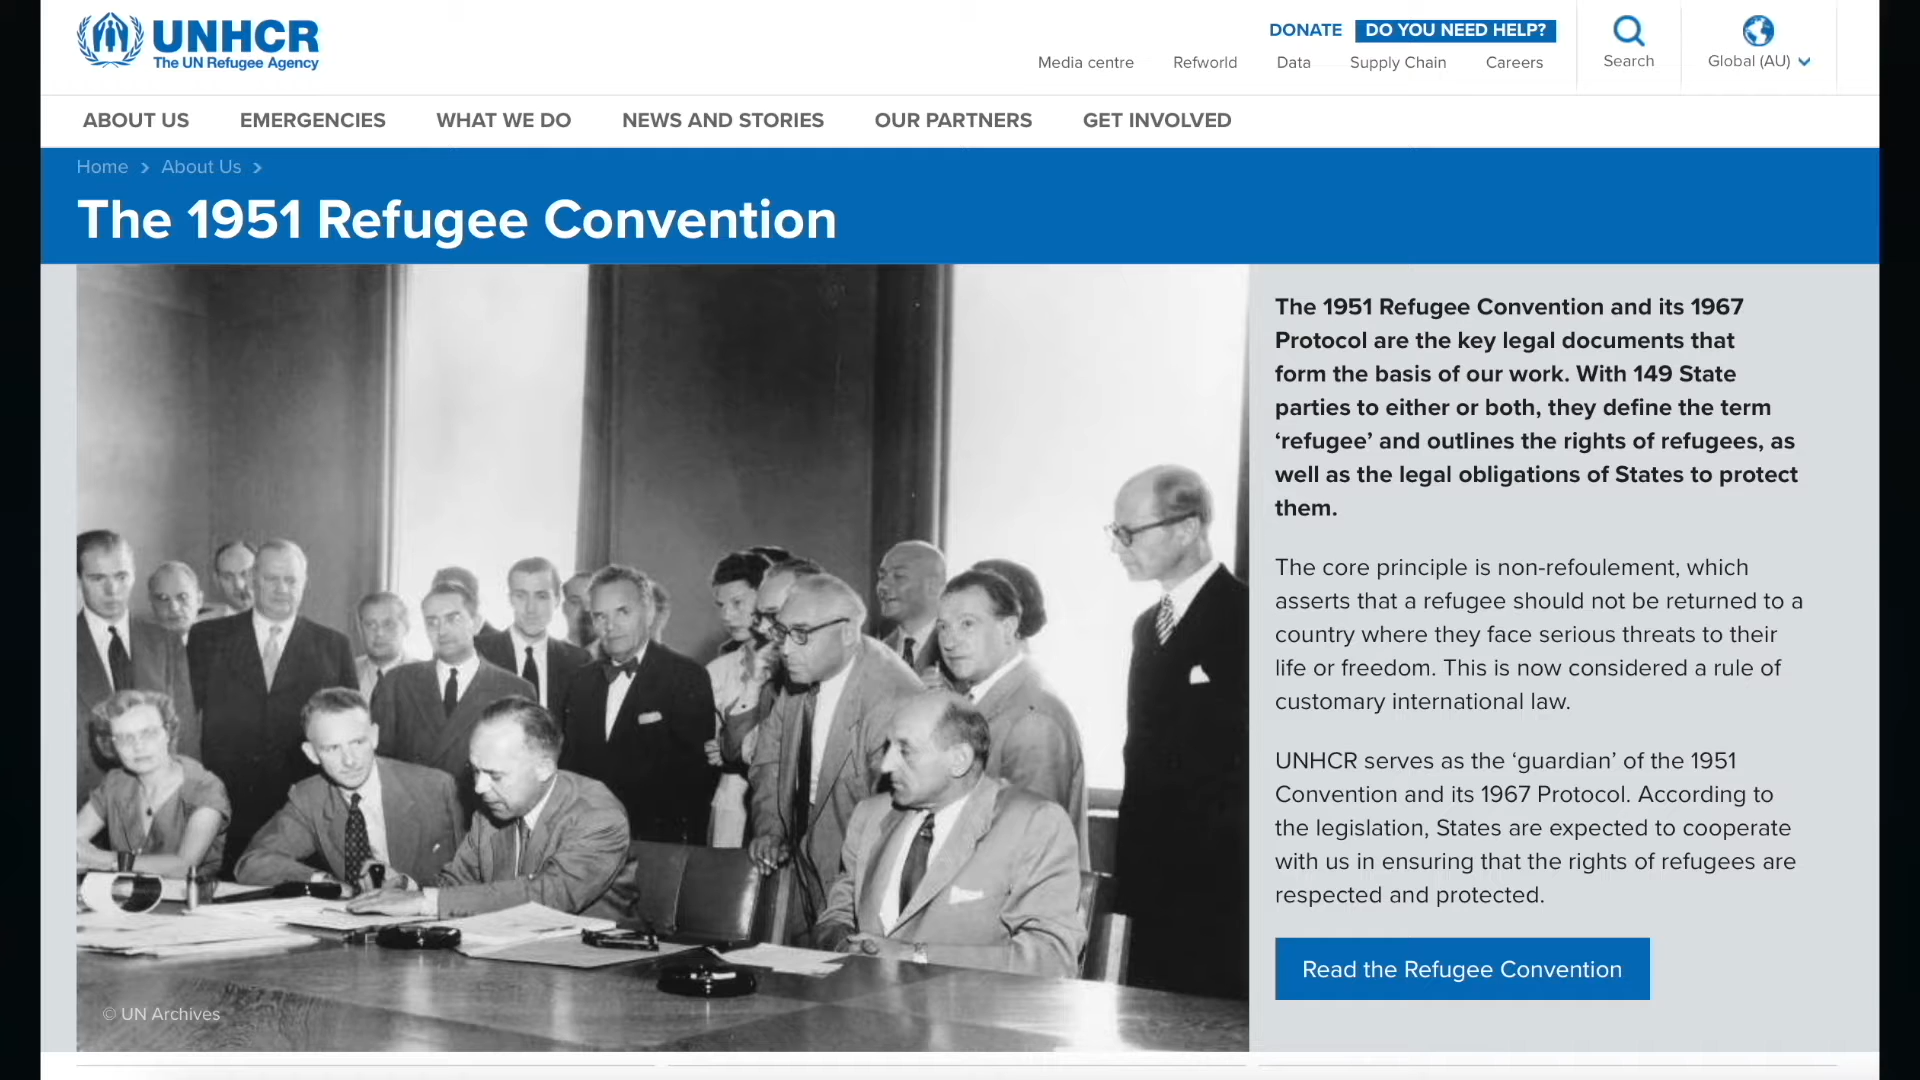 UNHCR
The UN Refugee Agency
DONATE
DO YOU NEED HELP?
Media centre
Refworld
Data
Supply Chain
Careers
Search
Global (AU)
ABOUT US
EMERGENCIES
WHAT WE DO
NEWS AND STORIES
OUR PARTNERS
GET INVOLVED
Home > About Us >
The 1951 Refugee Convention
The 1951 Refugee Convention and its 1967
Protocol are the key legal documents that
form the basis of our work. With 149 State
parties to either or both, they define the term
‘refugee’ and outlines the rights of refugees, as
well as the legal obligations of States to protect
them.
The core principle is non-refoulement, which
asserts that a refugee should not be returned to a
country where they face serious threats to their
life or freedom. This is now considered a rule of
customary international law.
UNHCR serves as the ‘guardian’ of the 1951
Convention and its 1967 Protocol. According to
the legislation, States are expected to cooperate
with us in ensuring that the rights of refugees are
respected and protected.
Read the Refugee Convention
© UN Archives